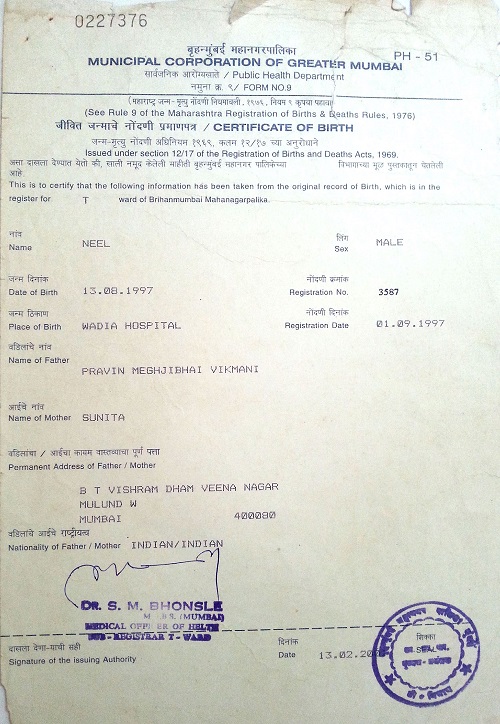 0227376
बृहन्मुंबई महानगरपालिका
MUNICIPAL CORPORATION OF GREATER MUMBAI
PH - 51
सार्वजनिक आरोग्यखाते / Public Health Department
नमुना क्र. ९/ FORM NO.9
(महाराष्ट्र जन्म-मृत्यु नोंदणी नियमावली, १९७६, नियम ९ कृपया पहावा)
(See Rule 9 of the Maharashtra Registration of Births & Deaths Rules, 1976)
जीवित जन्माचे नोंदणी प्रमाणपत्र / CERTIFICATE OF BIRTH
जन्म-मृत्यु नोंदणी अधिनियम १९६९, कलम १२/१७ च्या अनुरोधाने
Issued under section 12/17 of the Registration of Births and Deaths Acts, 1969.
असा दाखला देण्यात येतो की, खाली नमूद केलेली माहीती बृहन्मुंबई महानगर पालिकेच्या विभागाच्या मूळ पुस्तकातून घेतलेली
आहे.
This is to certify that the following information has been taken from the original record of Birth, which is in the
register for T ward of Brihanmumbai Mahanagarpalika.
नांव
Name NEEL
लिंग
Sex MALE
जन्म दिनांक
Date of Birth 13.08.1997
नोंदणी क्रमांक
Registration No. 3587
जन्म ठिकाण
Place of Birth WADIA HOSPITAL
नोंदणी दिनांक
Registration Date 01.09.1997
वडिलांचे नांव
Name of Father
PRAVIN MEGHJIBHAI VIKMANI
आईचे नांव
Name of Mother SUNITA
वडिलांचा / आईचा कायम वास्तव्याचा पूर्ण पत्ता
Permanent Address of Father / Mother
B T VISHRAM DHAM VEENA NAGAR
MULUND W
MUMBAI 400080
वडिलांचे आईचे राष्ट्रीयत्व
Nationality of Father / Mother INDIAN/INDIAN
DR. S. M. BHONSLE
(MUMBAI)
MEDICAL OFFICER OF HELTH
SUB - REGISTRAR T - WARD
दाखला देणा-याची सही
Signature of the issuing Authority
दिनांक
Date 13.02.20
शिक्का
SEAL